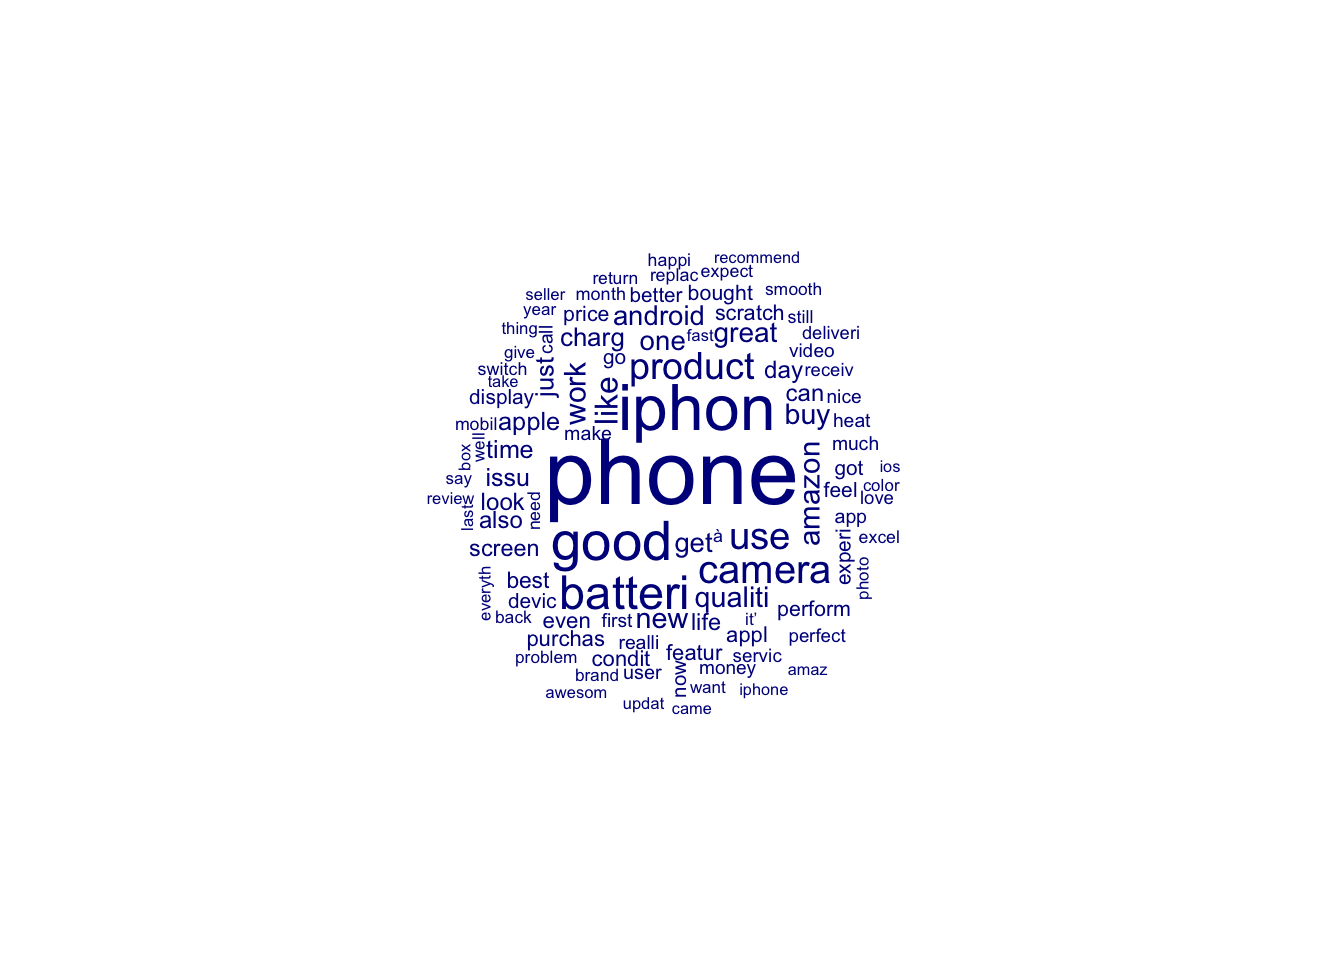 happi recommend
return replac expect
seller month better bought smooth
year price android scratch still
thing call charg one fast great deliveri
give just go video
switch work like product day receiv
take
display iphon can nice
mobil apple make buy heat
box well time phone amazon much
say issu got ios
review look feel color
last also need love
screen good get à use app
experi excel
everyth best batteri camera photo
devic qualiti perform
back even first new life it’
purchas realli appl perfect
problem condit featur servic
brand user now money amaz
awesom want iphone
updat came